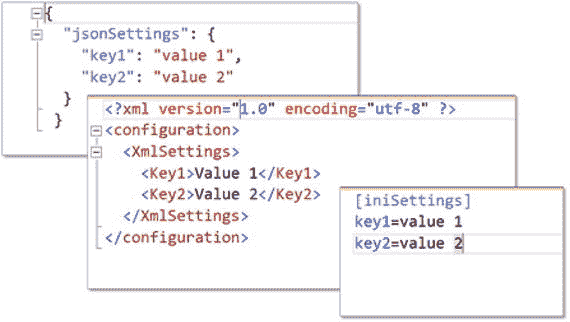 {
"jsonSettings": {
"key1": "value 1",
"key2": "value 2"
}
}
<?xml version="1.0" encoding="utf-8" ?>
<configuration>
<XmlSettings>
<Key1>Value 1</Key1>
<Key2>Value 2</Key2>
</XmlSettings>
</configuration>
[iniSettings]
key1=value 1
key2=value 2